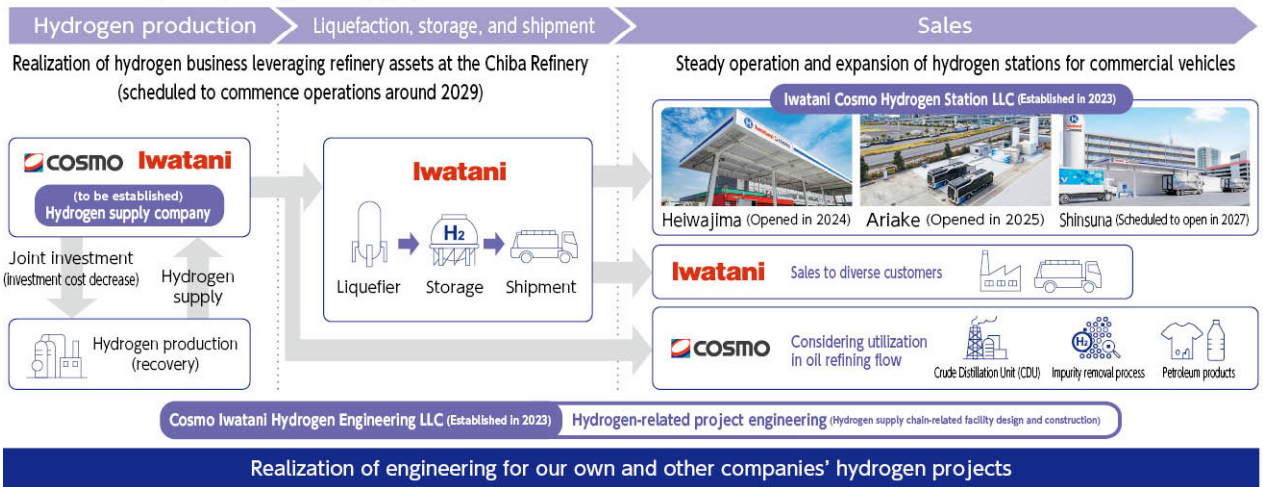 Hydrogen production
Liquefaction, storage, and shipment
Sales
Realization of hydrogen business leveraging refinery assets at the Chiba Refinery
(scheduled to commence operations around 2029)
Steady operation and expansion of hydrogen stations for commercial vehicles
Iwatani Cosmo Hydrogen Station LLC (Established in 2023)
COSMO Iwatani
(to be established)
Hydrogen supply company
Joint investment
(investment cost decrease)
Hydrogen
supply
Hydrogen production
(recovery)
Iwatani
H2
Liquefier
Storage
Shipment
Heiwajima (Opened in 2024)
Ariake (Opened in 2025)
Shinsuna (Scheduled to open in 2027)
Iwatani
Sales to diverse customers
COSMO
Considering utilization
in oil refining flow
Crude Distillation Unit (CDU)
H2
Impurity removal process
Petroleum products
Cosmo Iwatani Hydrogen Engineering LLC (Established in 2023)
Hydrogen-related project engineering (Hydrogen supply chain-related facility design and construction)
Realization of engineering for our own and other companies' hydrogen projects